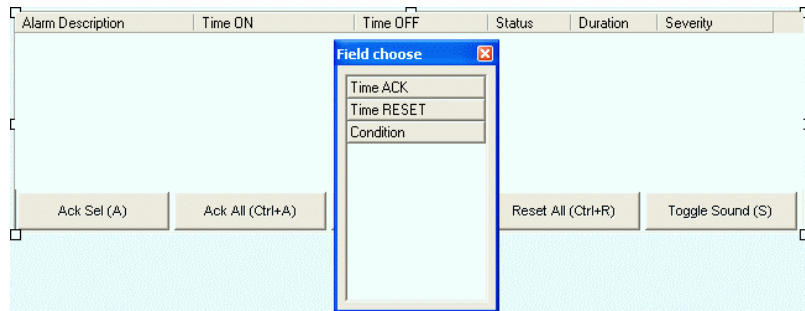 Alarm Description Time ON Time OFF Status Duration Severity
Field choose
Time ACK
Time RESET
Condition
Ack Sel (A) Ack All (Ctrl+A) Reset All (Ctrl+R) Toggle Sound (S)